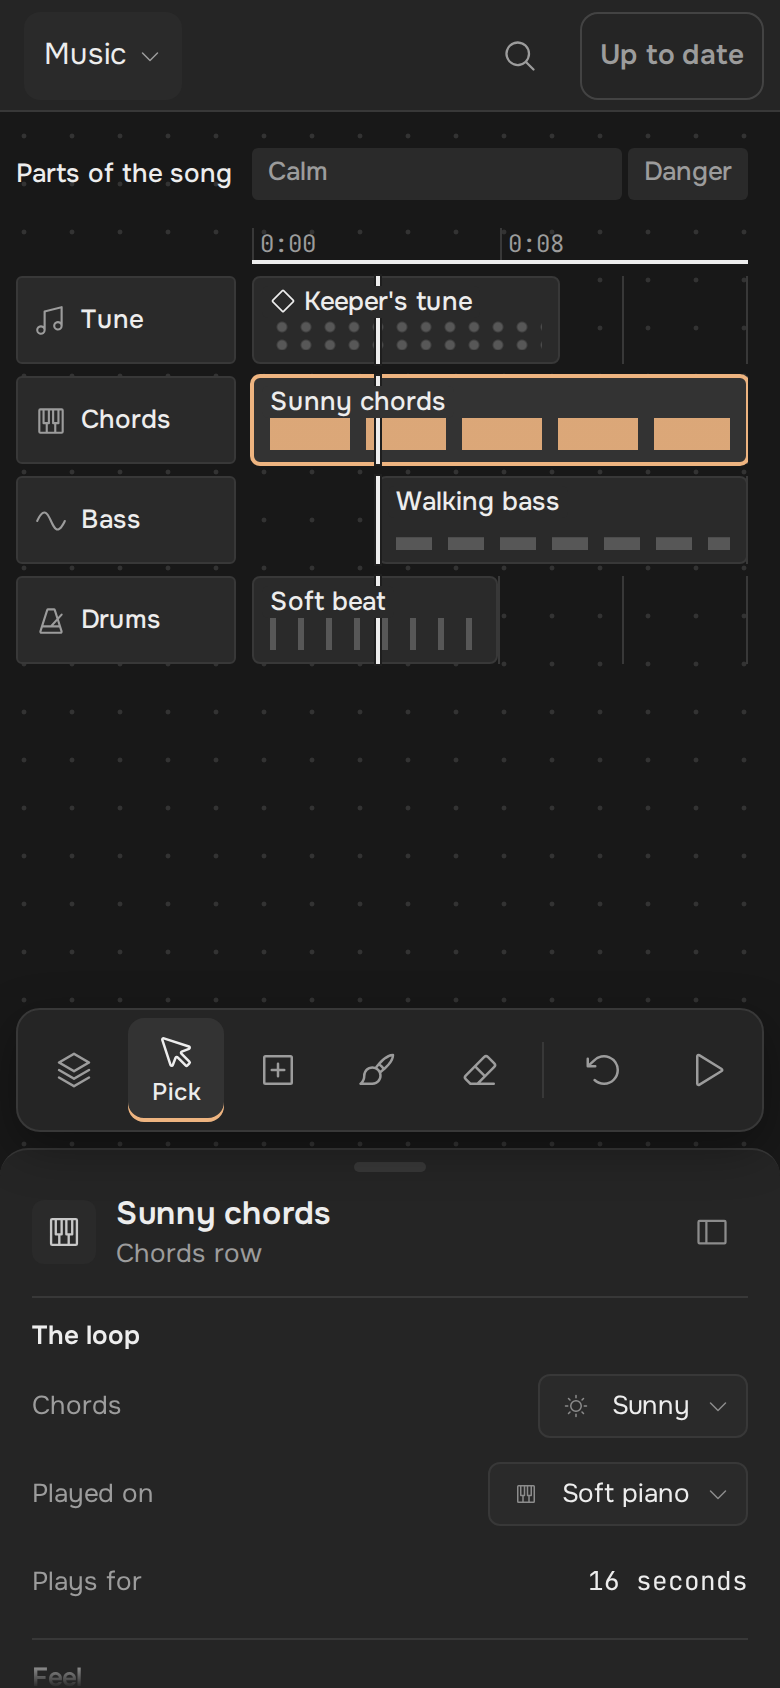 Music
Up to date
Parts of the song
Calm
Danger
0:00
0:08
Tune
Keeper's tune
Chords
Sunny chords
Bass
Walking bass
Drums
Soft beat
Pick
Sunny chords
Chords row
The loop
Chords
Sunny
Played on
Soft piano
Plays for
16 seconds
Feel